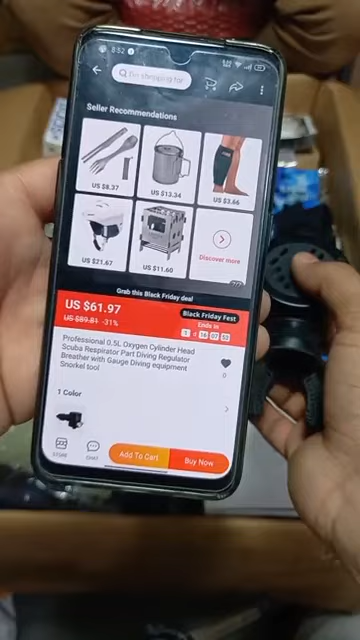 8:52
I'm shopping for
Seller Recommendations
US $8.37
US $13.34
US $3.66
US $21.67
US $11.60
Discover more
Grab this Black Friday deal
US $61.97
US $89.81 -31%
Black Friday Fest
Ends in
Professional 0.5L Oxygen Cylinder Head
Scuba Respirator Part Diving Regulator
Breather with Gauge Diving equipment
Snorkel tool
0
1 Color
STORE
CHAT
Add To Cart
Buy Now